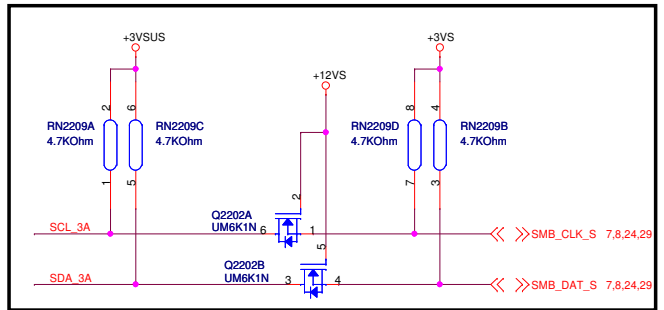 +3VSUS
+3VS
+12VS
2
6
8
4
RN2209A
4.7KOhm
RN2209C
4.7KOhm
RN2209D
4.7KOhm
RN2209B
4.7KOhm
1
5
7
3
2
SCL_3A
Q2202A
UM6K1N
6
1
SMB_CLK_S 7,8,24,29
5
SDA_3A
Q2202B
UM6K1N
3
4
SMB_DAT_S 7,8,24,29